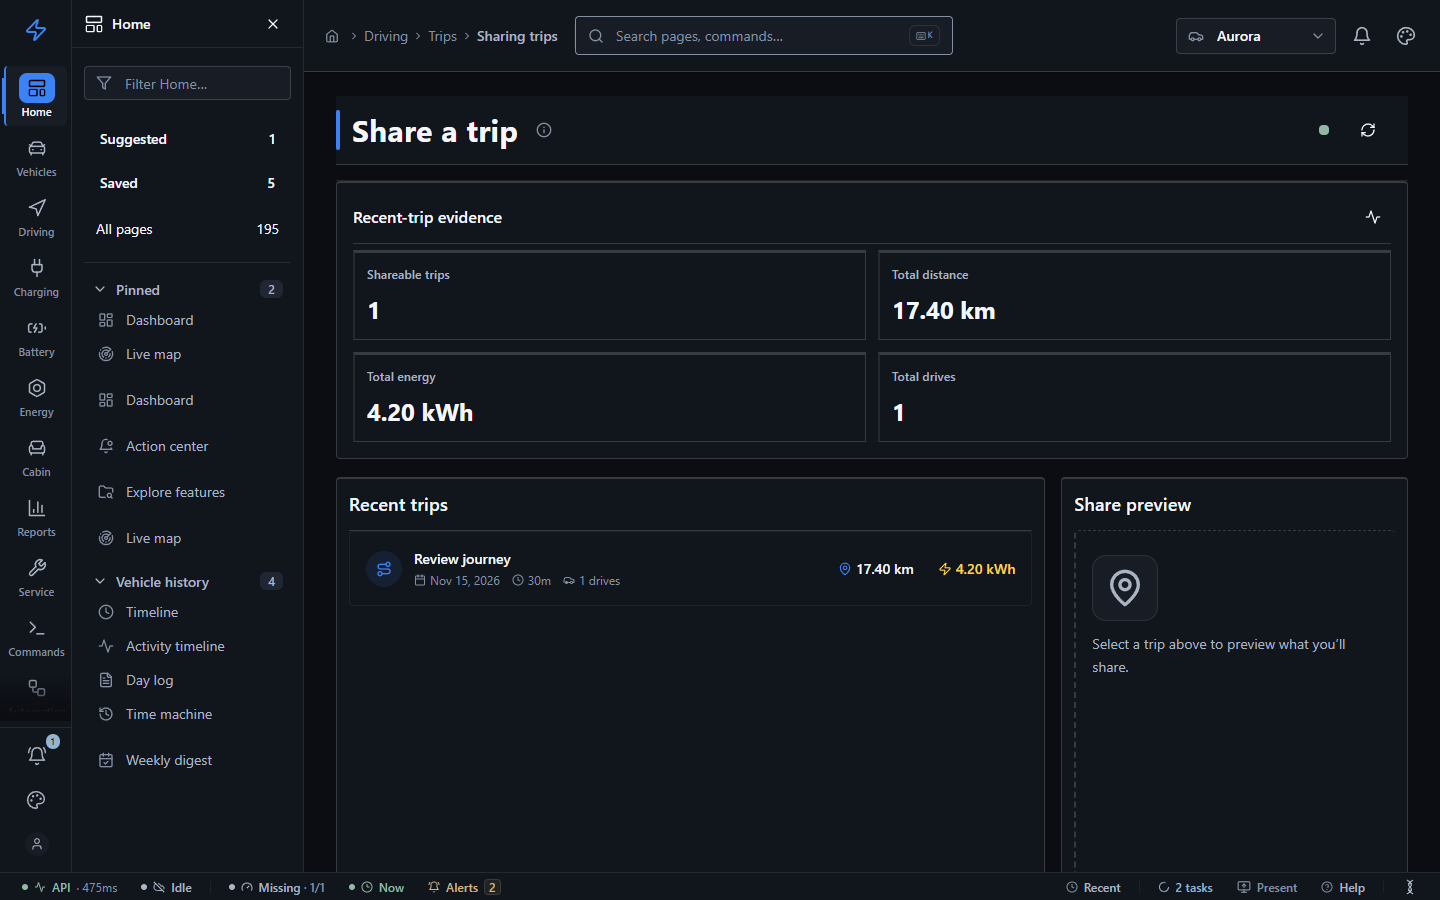 Home
Driving
Trips
Sharing trips
Search pages, commands...
K
Aurora
Home
Vehicles
Driving
Charging
Battery
Energy
Cabin
Reports
Service
Commands
1
Filter Home...
Suggested 1
Saved 5
All pages 195
Pinned 2
Dashboard
Live map
Dashboard
Action center
Explore features
Live map
Vehicle history 4
Timeline
Activity timeline
Day log
Time machine
Weekly digest
Share a trip
Recent-trip evidence
Shareable trips
1
Total distance
17.40 km
Total energy
4.20 kWh
Total drives
1
Recent trips
Review journey
Nov 15, 2026 30m 1 drives
17.40 km 4.20 kWh
Share preview
Select a trip above to preview what you'll
share.
API · 475ms Idle Missing · 1/1 Now Alerts 2 Recent 2 tasks Present Help